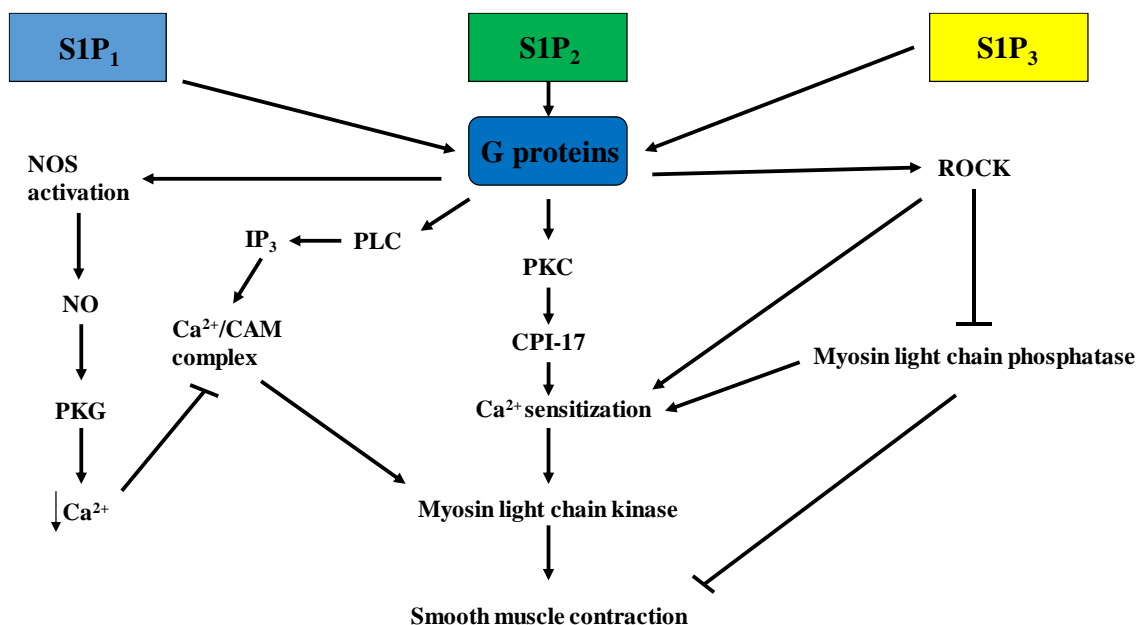 S1P₁
S1P₂
S1P₃
G proteins
NOS
activation
ROCK
IP₃
PLC
PKC
NO
Ca²⁺/CAM
complex
CPI-17
Myosin light chain phosphatase
PKG
Ca²⁺ sensitization
↓Ca²⁺
Myosin light chain kinase
Smooth muscle contraction